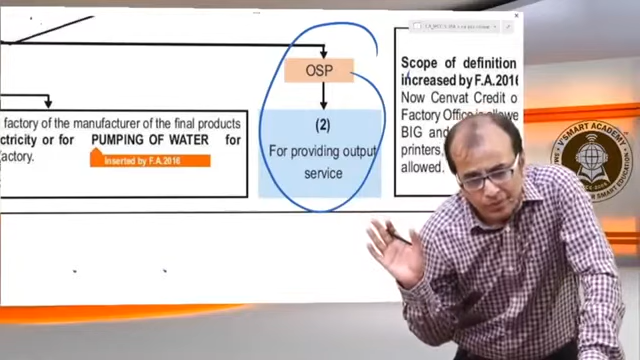 OSP
(2)
For providing output
service
factory of the manufacturer of the final products
ctricity or for PUMPING OF WATER for
actory.
inserted by F.A.2016
Scope of definition
increased by F.A.2016
Now Cenvat Credit o
Factory Office
BIG and
printers,
allowed.
V SMART ACADEMY